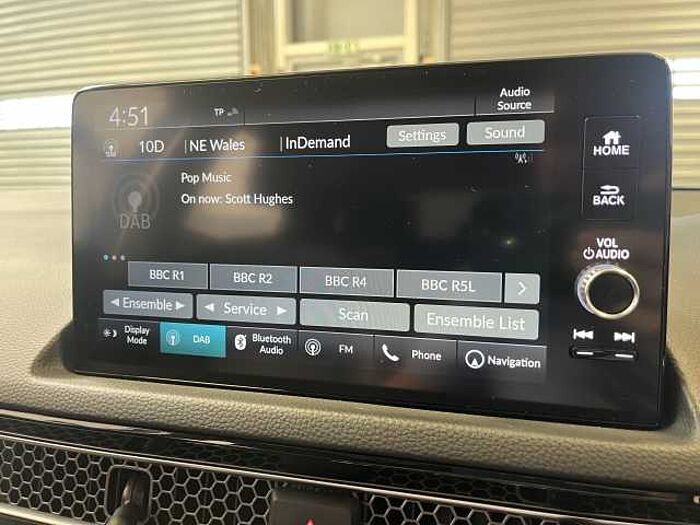 4:51 TP Audio Source
10D NE Wales InDemand Settings Sound
HOME
DAB
Pop Music
On now: Scott Hughes
BACK
VOL
AUDIO
BBC R1 BBC R2 BBC R4 BBC R5L
Ensemble Service Scan Ensemble List
Display Mode DAB Bluetooth Audio FM Phone Navigation